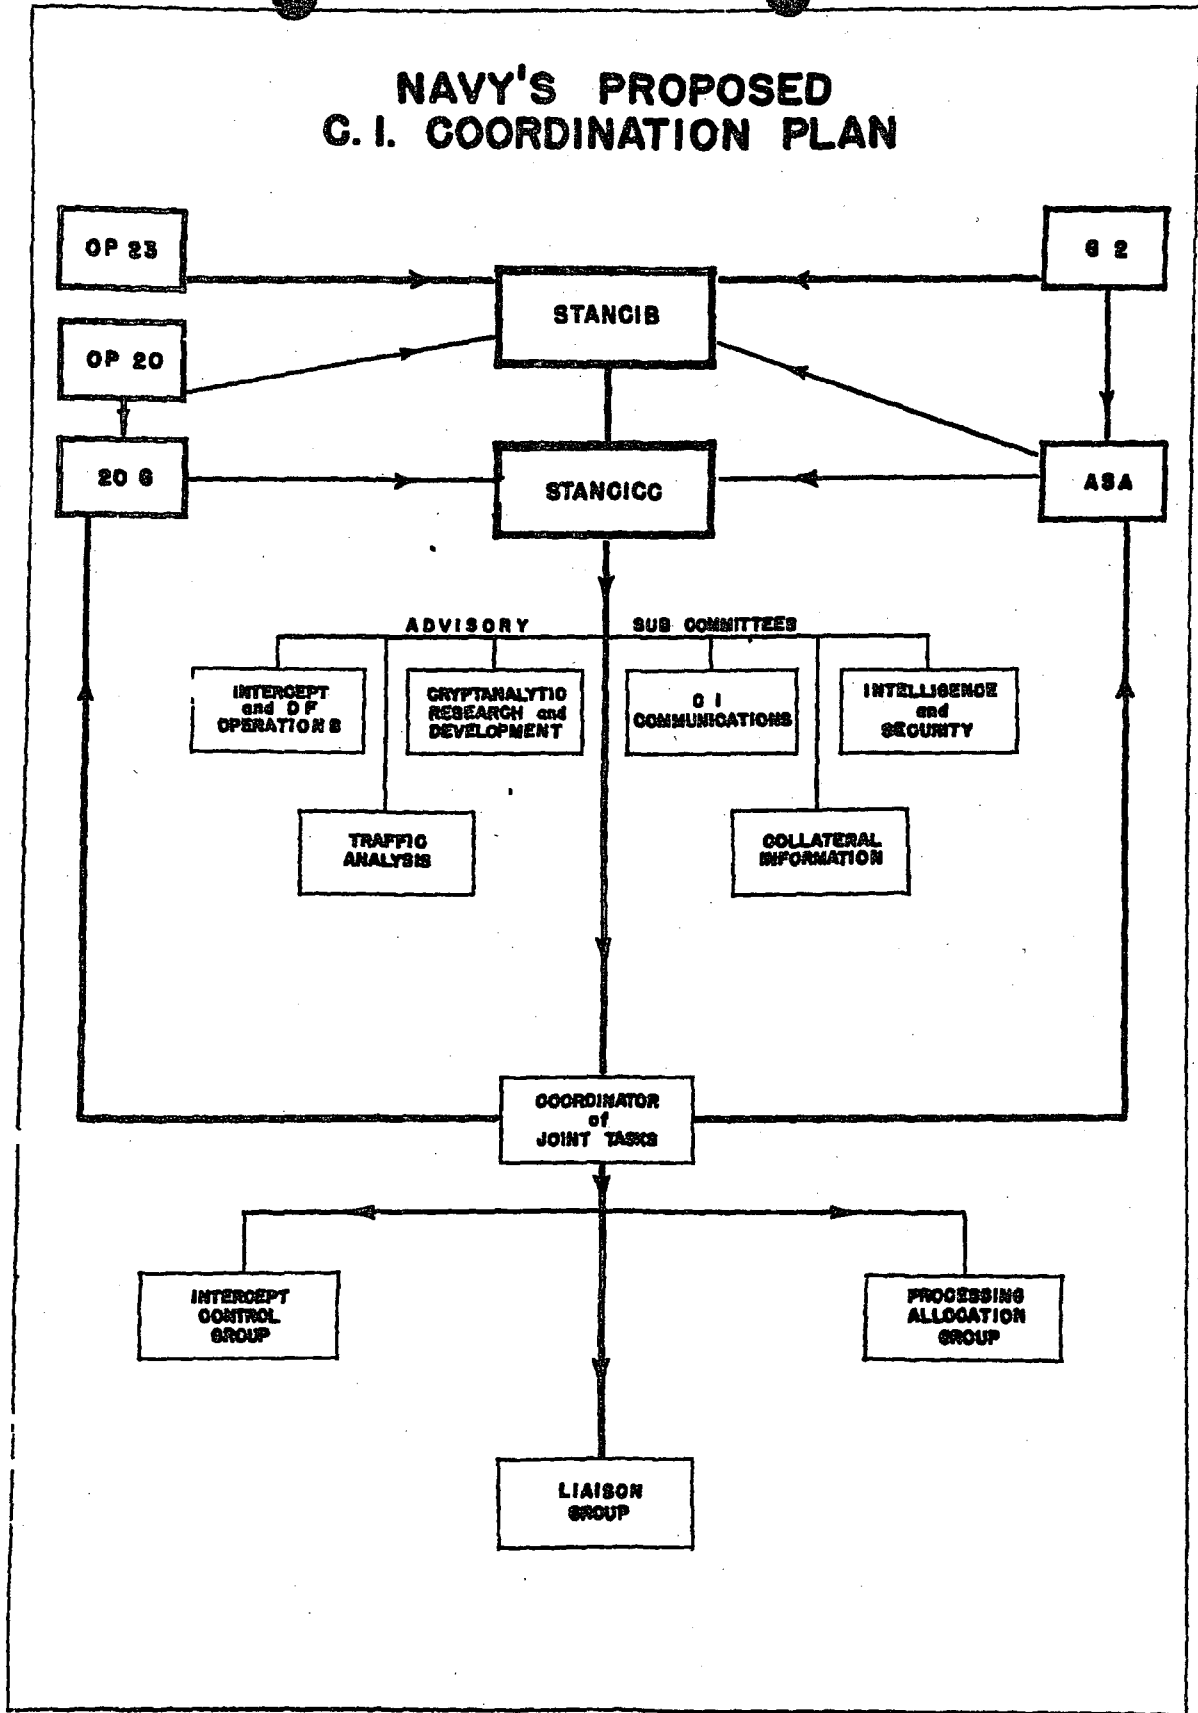 NAVY'S PROPOSED
C. I. COORDINATION PLAN
OP 23
G 2
STANCIB
OP 20
20 G
STANCICC
ASA
ADVISORY SUB COMMITTEES
INTERCEPT
and D F
OPERATIONS
CRYPTANALYTIC
RESEARCH and
DEVELOPMENT
C I
COMMUNICATIONS
INTELLIGENCE
and
SECURITY
TRAFFIC
ANALYSIS
COLLATERAL
INFORMATION
COORDINATOR
of
JOINT TASKS
INTERCEPT
CONTROL
GROUP
PROCESSING
ALLOCATION
GROUP
LIAISON
GROUP